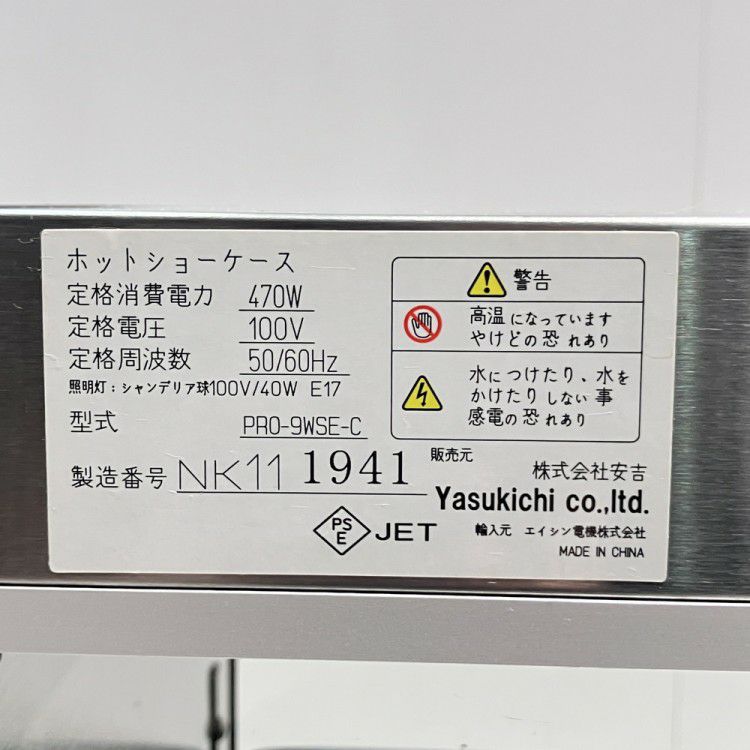 ホットショーケース
定格消費電力 470W
定格電圧 100V
定格周波数 50/60Hz
照明灯：シャンデリア球100V/40W E17
型式 PRO-9WSE-C
製造番号 NK11 1941
警告
高温になっています
やけどの恐れあり
水につけたり、水を
かけたりしない事
感電の恐れあり
販売元 株式会社安吉
Yasukichi co.,ltd.
PS
E
JET
輸入元 エイシン電機株式会社
MADE IN CHINA